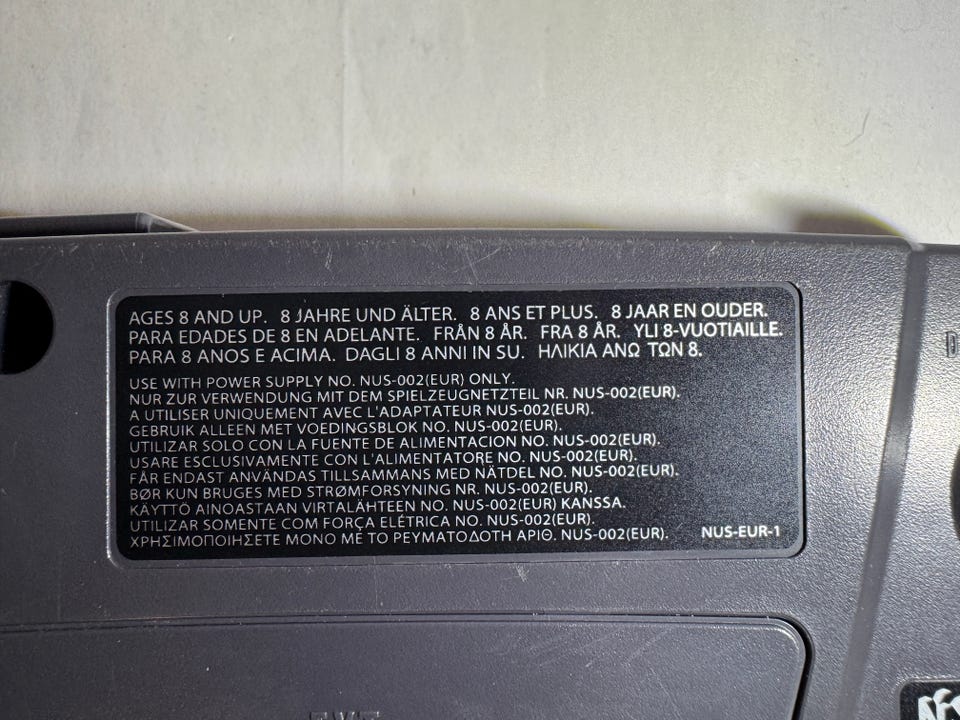 AGES 8 AND UP. 8 JAHRE UND ÄLTER. 8 ANS ET PLUS. 8 JAAR EN OUDER.
PARA EDADES DE 8 EN ADELANTE. FRÅN 8 ÅR. FRA 8 ÅR. YLI 8-VUOTIAILLE.
PARA 8 ANOS E ACIMA. DAGLI 8 ANNI IN SU. ΗΛΙΚΙΑ ΑΝΩ ΤΩΝ 8.
USE WITH POWER SUPPLY NO. NUS-002(EUR) ONLY.
NUR ZUR VERWENDUNG MIT DEM SPIELZEUGNETZTEIL NR. NUS-002(EUR).
A UTILISER UNIQUEMENT AVEC L'ADAPTATEUR NUS-002(EUR).
GEBRUIK ALLEEN MET VOEDINGSBLOK NO. NUS-002(EUR).
UTILIZAR SOLO CON LA FUENTE DE ALIMENTACION NO. NUS-002(EUR).
USARE ESCLUSIVAMENTE CON L'ALIMENTATORE NO. NUS-002(EUR).
FÅR ENDAST ANVÄNDAS TILLSAMMANS MED NÄTDEL NO. NUS-002(EUR).
BØR KUN BRUGES MED STRØMFORSYNING NR. NUS-002(EUR).
KÄYTTÖ AINOASTAAN VIRTALÄHTEEN NO. NUS-002(EUR) KANSSA.
UTILIZAR SOMENTE COM FORÇA ELÉTRICA NO. NUS-002(EUR).
ΧΡΗΣΙΜΟΠΟΙΗΣΕΤΕ ΜΟΝΟ ΜΕ ΤΟ ΡΕΥΜΑΤΟΔΟΤΗ ΑΡΙΘ. NUS-002(EUR). NUS-EUR-1